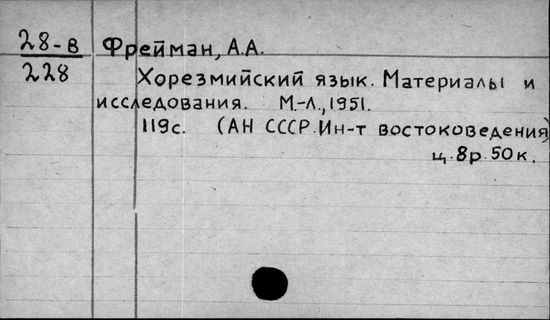 28-в Фрейман, А.А.
228 Хорезмийский язык. Материалы и
исследования. М.-Л., 1951.
119с. (АН СССР. Ин-т востоковедения)
ц. 8р. 50к.